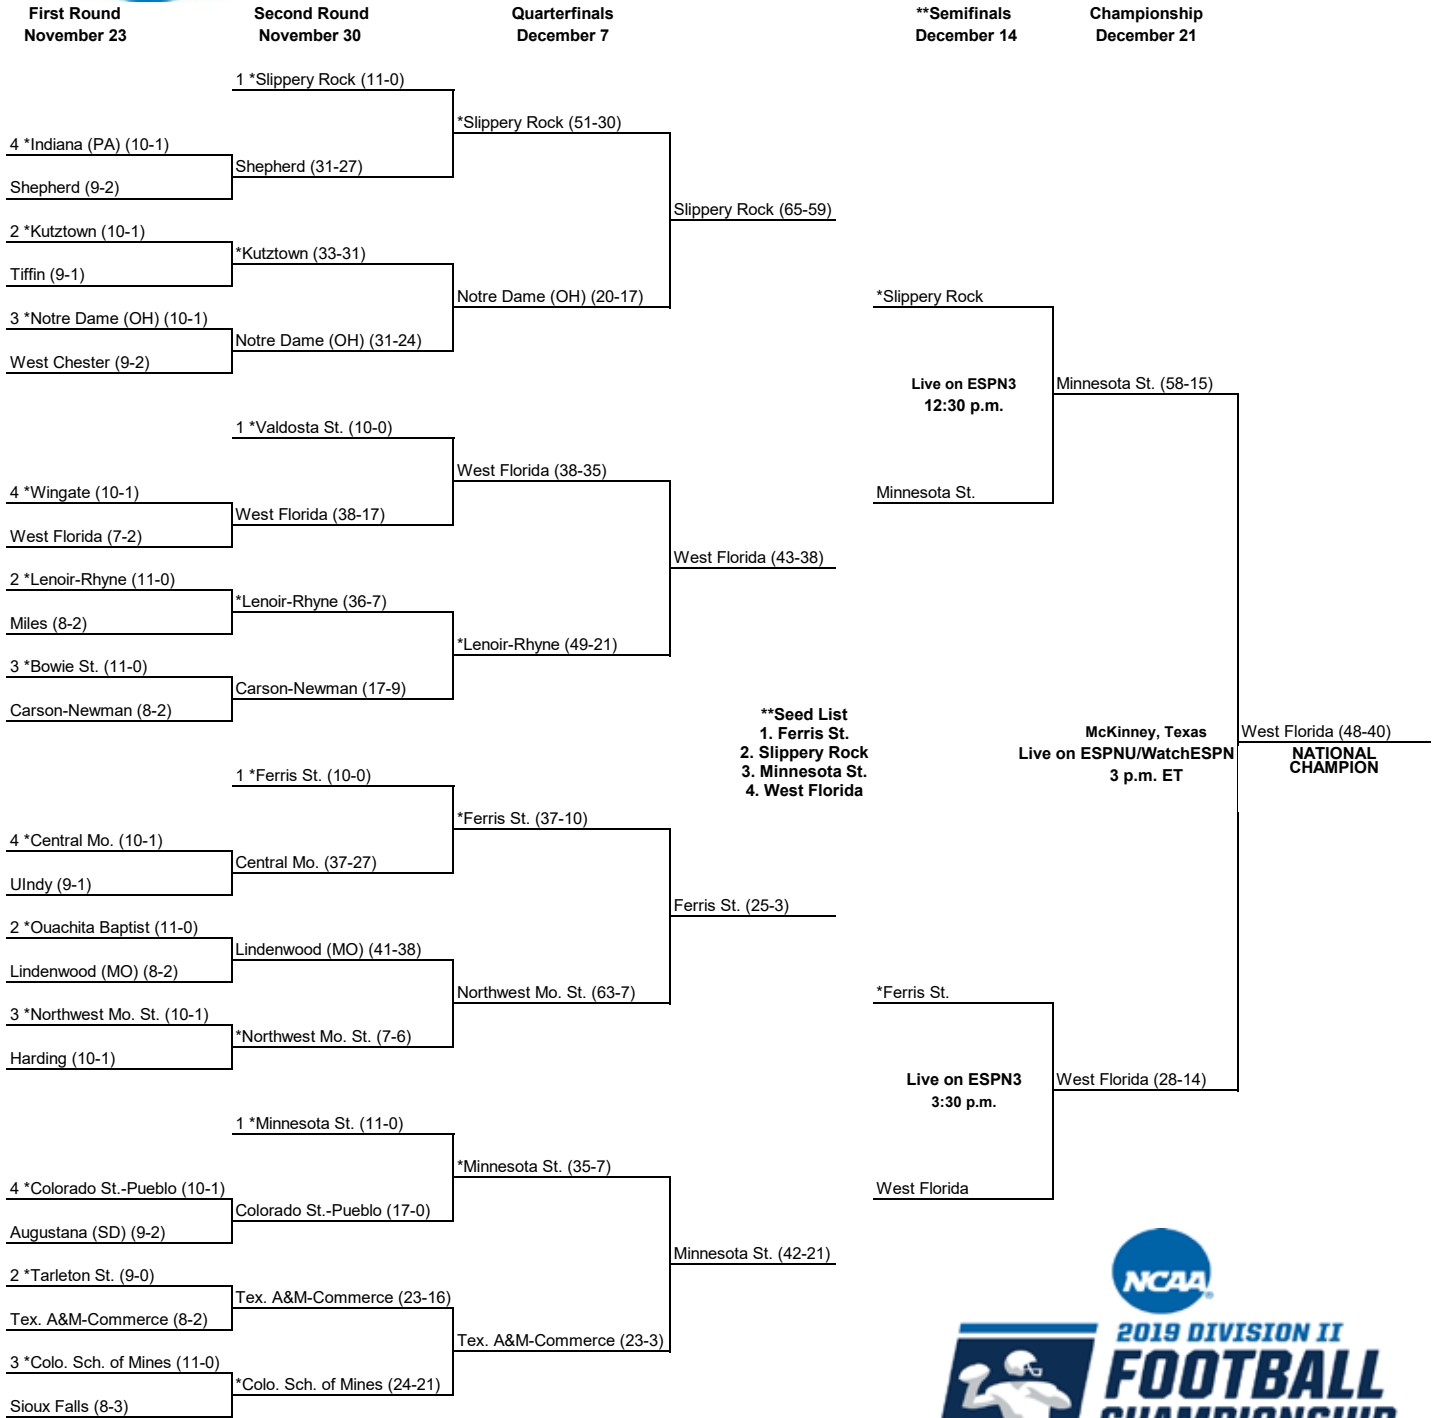 First Round
November 23
Second Round
November 30
Quarterfinals
December 7
**Semifinals
December 14
Championship
December 21
1 *Slippery Rock (11-0)
*Slippery Rock (51-30)
4 *Indiana (PA) (10-1)
Shepherd (31-27)
Shepherd (9-2)
Slippery Rock (65-59)
2 *Kutztown (10-1)
*Kutztown (33-31)
Tiffin (9-1)
Notre Dame (OH) (20-17)
*Slippery Rock
3 *Notre Dame (OH) (10-1)
Notre Dame (OH) (31-24)
West Chester (9-2)
Live on ESPN3
12:30 p.m.
Minnesota St. (58-15)
1 *Valdosta St. (10-0)
West Florida (38-35)
4 *Wingate (10-1)
Minnesota St.
West Florida (38-17)
West Florida (7-2)
West Florida (43-38)
2 *Lenoir-Rhyne (11-0)
*Lenoir-Rhyne (36-7)
Miles (8-2)
*Lenoir-Rhyne (49-21)
3 *Bowie St. (11-0)
Carson-Newman (17-9)
Carson-Newman (8-2)
**Seed List
1. Ferris St.
2. Slippery Rock
3. Minnesota St.
4. West Florida
McKinney, Texas
Live on ESPNU/WatchESPN
3 p.m. ET
West Florida (48-40)
NATIONAL
CHAMPION
1 *Ferris St. (10-0)
*Ferris St. (37-10)
4 *Central Mo. (10-1)
Central Mo. (37-27)
UIndy (9-1)
Ferris St. (25-3)
2 *Ouachita Baptist (11-0)
Lindenwood (MO) (41-38)
Lindenwood (MO) (8-2)
Northwest Mo. St. (63-7)
*Ferris St.
3 *Northwest Mo. St. (10-1)
*Northwest Mo. St. (7-6)
Harding (10-1)
Live on ESPN3
3:30 p.m.
West Florida (28-14)
1 *Minnesota St. (11-0)
*Minnesota St. (35-7)
4 *Colorado St.-Pueblo (10-1)
West Florida
Colorado St.-Pueblo (17-0)
Augustana (SD) (9-2)
Minnesota St. (42-21)
2 *Tarleton St. (9-0)
Tex. A&M-Commerce (23-16)
Tex. A&M-Commerce (8-2)
Tex. A&M-Commerce (23-3)
3 *Colo. Sch. of Mines (11-0)
*Colo. Sch. of Mines (24-21)
Sioux Falls (8-3)
NCAA
2019 DIVISION II
FOOTBALL
CHAMPIONSHIP